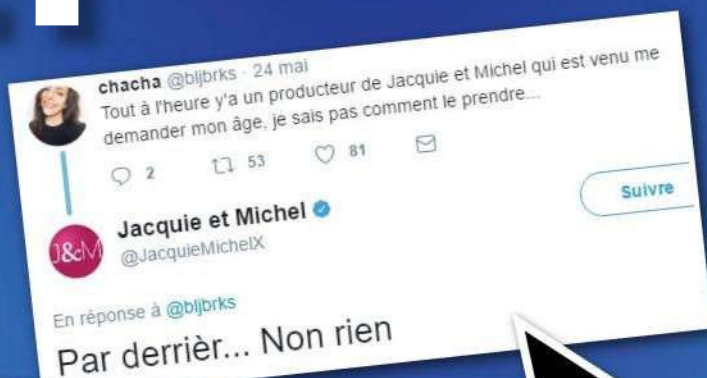 chacha @bljbrks · 24 mai
Tout à l'heure y'a un producteur de Jacquie et Michel qui est venu me
demander mon âge, je sais pas comment le prendre...
2 53 81
J&cM
Jacquie et Michel
@JacquieMichelX
Suivre
En réponse à @bljbrks
Par derrièr... Non rien